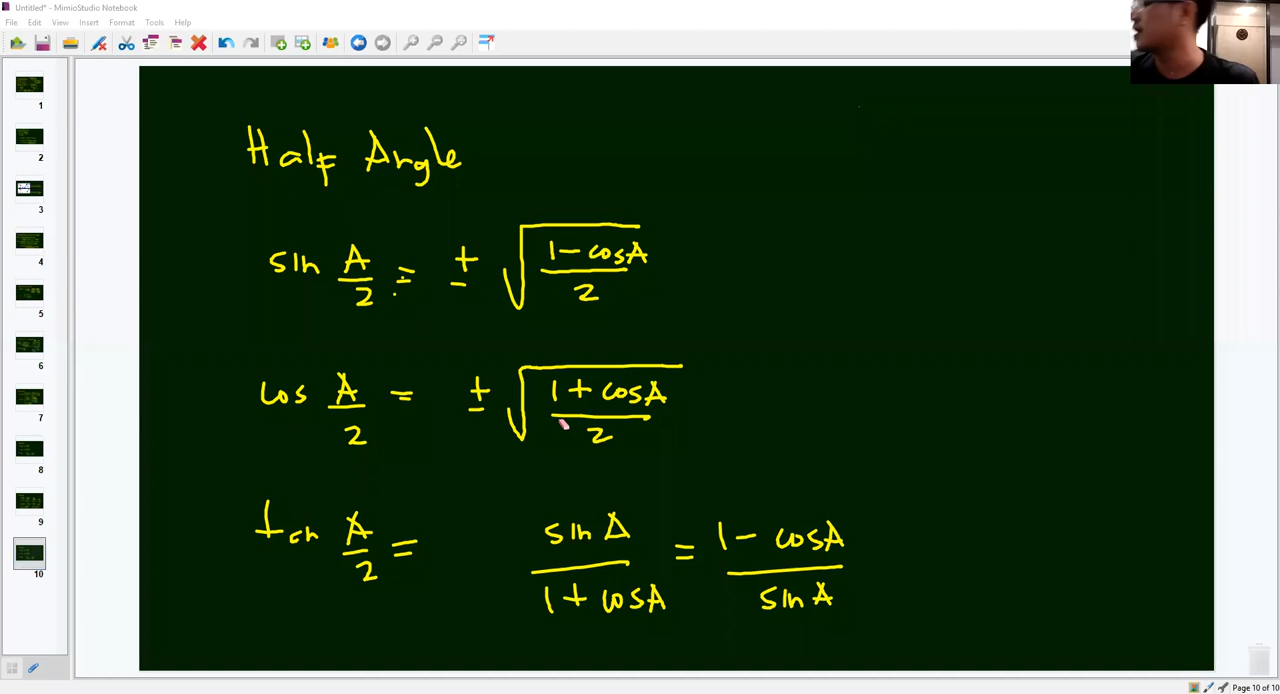 Untitled* - MimioStudio Notebook
File Edit View Insert Format Tools Help
1
2
3
4
5
6
7
8
9
10
Half Angle
sin A/2 = ± √((1-cosA)/2)
cos A/2 = ± √((1+cosA)/2)
tan A/2 = sinA/(1+cosA) = (1-cosA)/sinA
Page 10 of 10